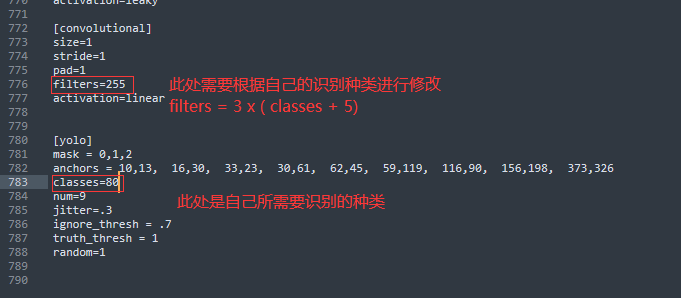 770 activation=leaky
771
772 [convolutional]
773 size=1
774 stride=1
775 pad=1
776 filters=255 此处需要根据自己的识别种类进行修改
777 activation=linear filters = 3 x ( classes + 5)
778
779
780 [yolo]
781 mask = 0,1,2
782 anchors = 10,13, 16,30, 33,23, 30,61, 62,45, 59,119, 116,90, 156,198, 373,326
783 classes=80
784 num=9 此处是自己所需要识别的种类
785 jitter=.3
786 ignore_thresh = .7
787 truth_thresh = 1
788 random=1
789
790